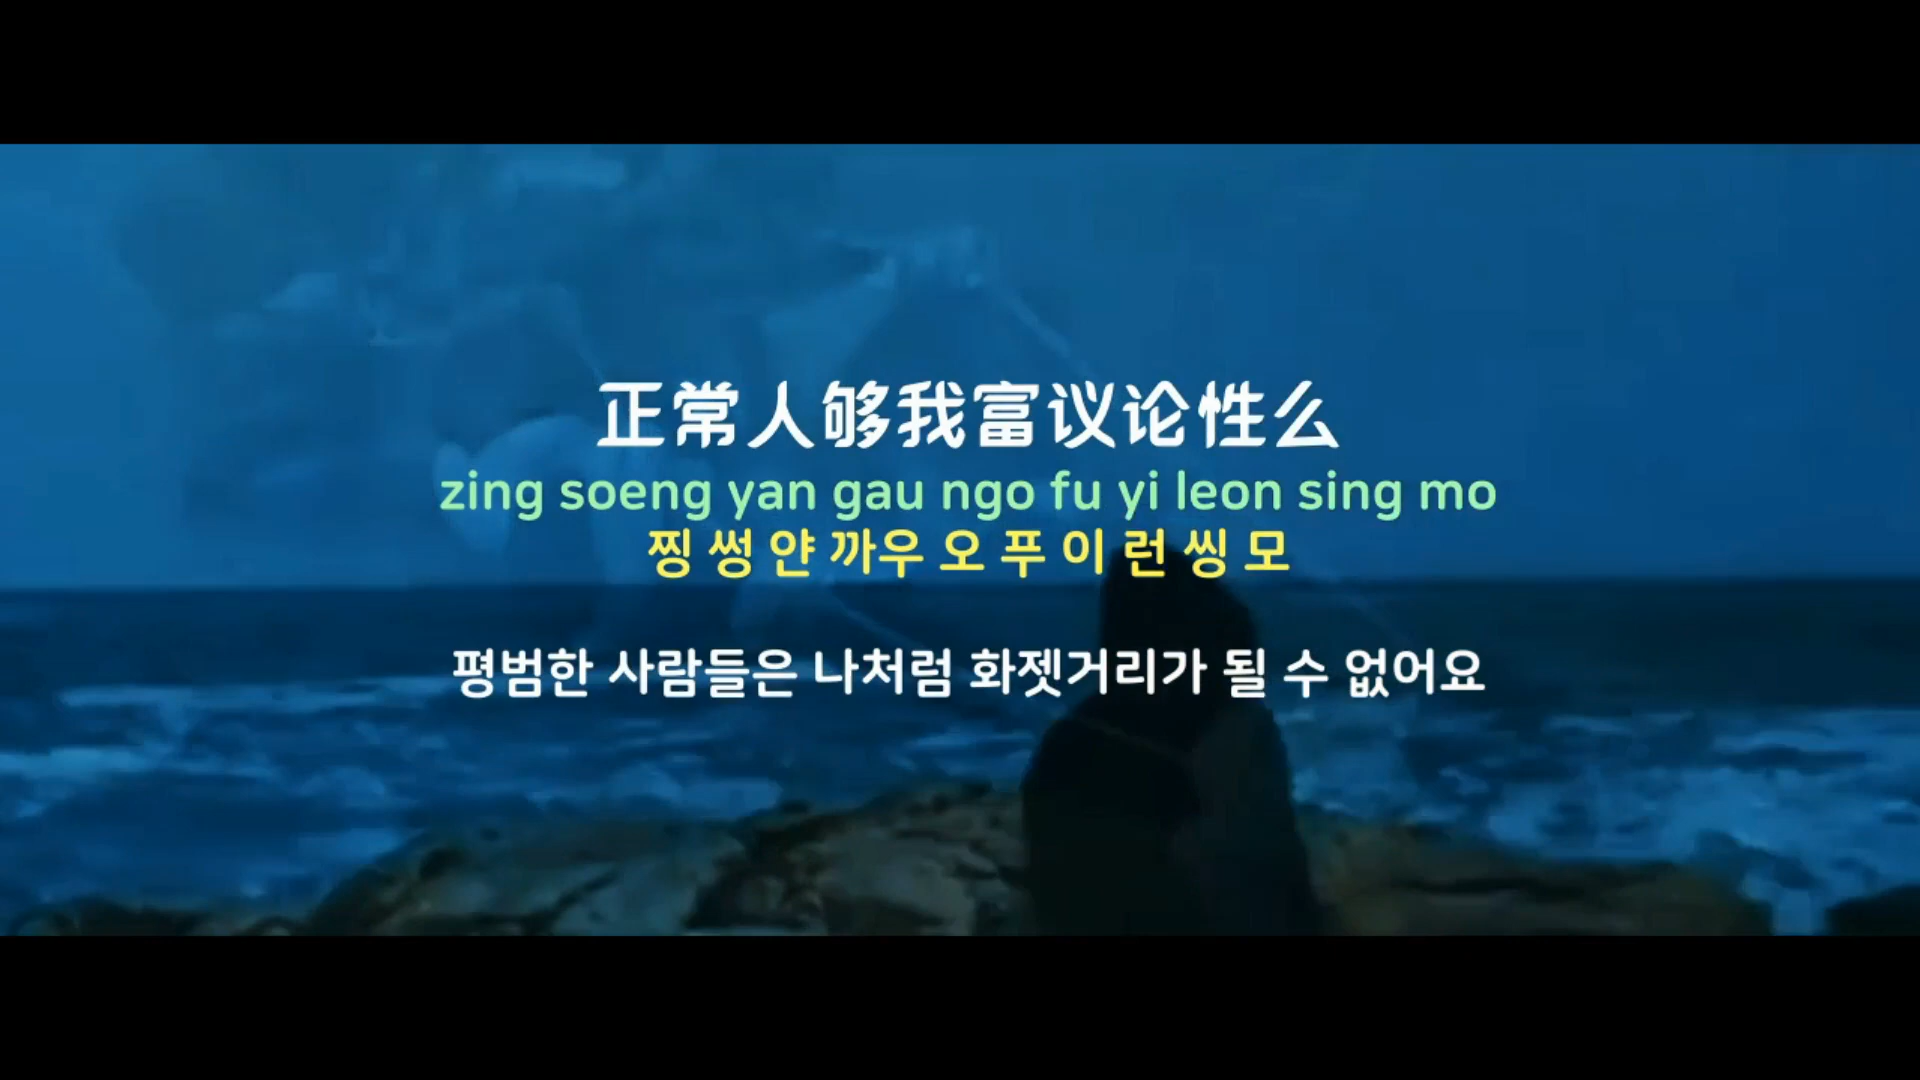 正常人够我富议论性么
zing soeng yan gau ngo fu yi leon sing mo
찡 썽 얀 까우 오 푸 이 런 씽 모
평범한 사람들은 나처럼 화젯거리가 될 수 없어요